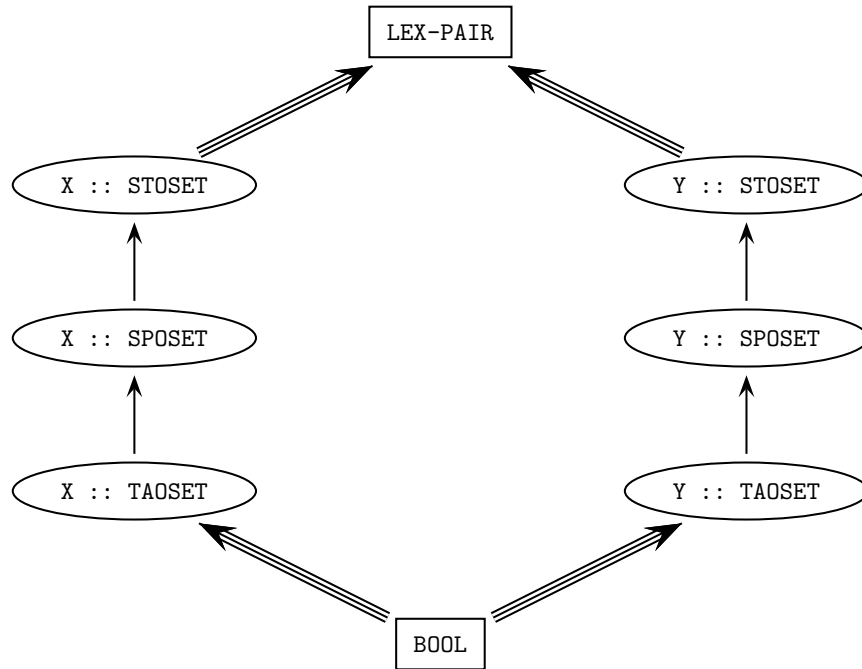 LEX-PAIR
X :: STOSET
Y :: STOSET
X :: SPOSET
Y :: SPOSET
X :: TAOSET
Y :: TAOSET
BOOL